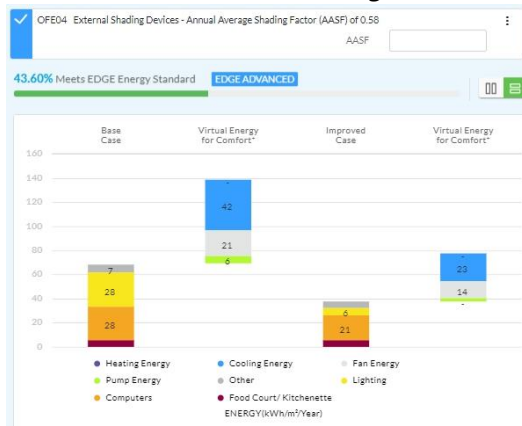 OFE04 External Shading Devices - Annual Average Shading Factor (AASF) of 0.58
AASF
43.60% Meets EDGE Energy Standard EDGE ADVANCED
Base Case
Virtual Energy for Comfort*
Improved Case
Virtual Energy for Comfort*
160
140
120
100
80
60
40
20
0
7
28
28
-
42
21
6
6
21
-
23
14
-
Heating Energy
Cooling Energy
Fan Energy
Pump Energy
Other
Lighting
Computers
Food Court/ Kitchenette
ENERGY(kWh/m²/Year)